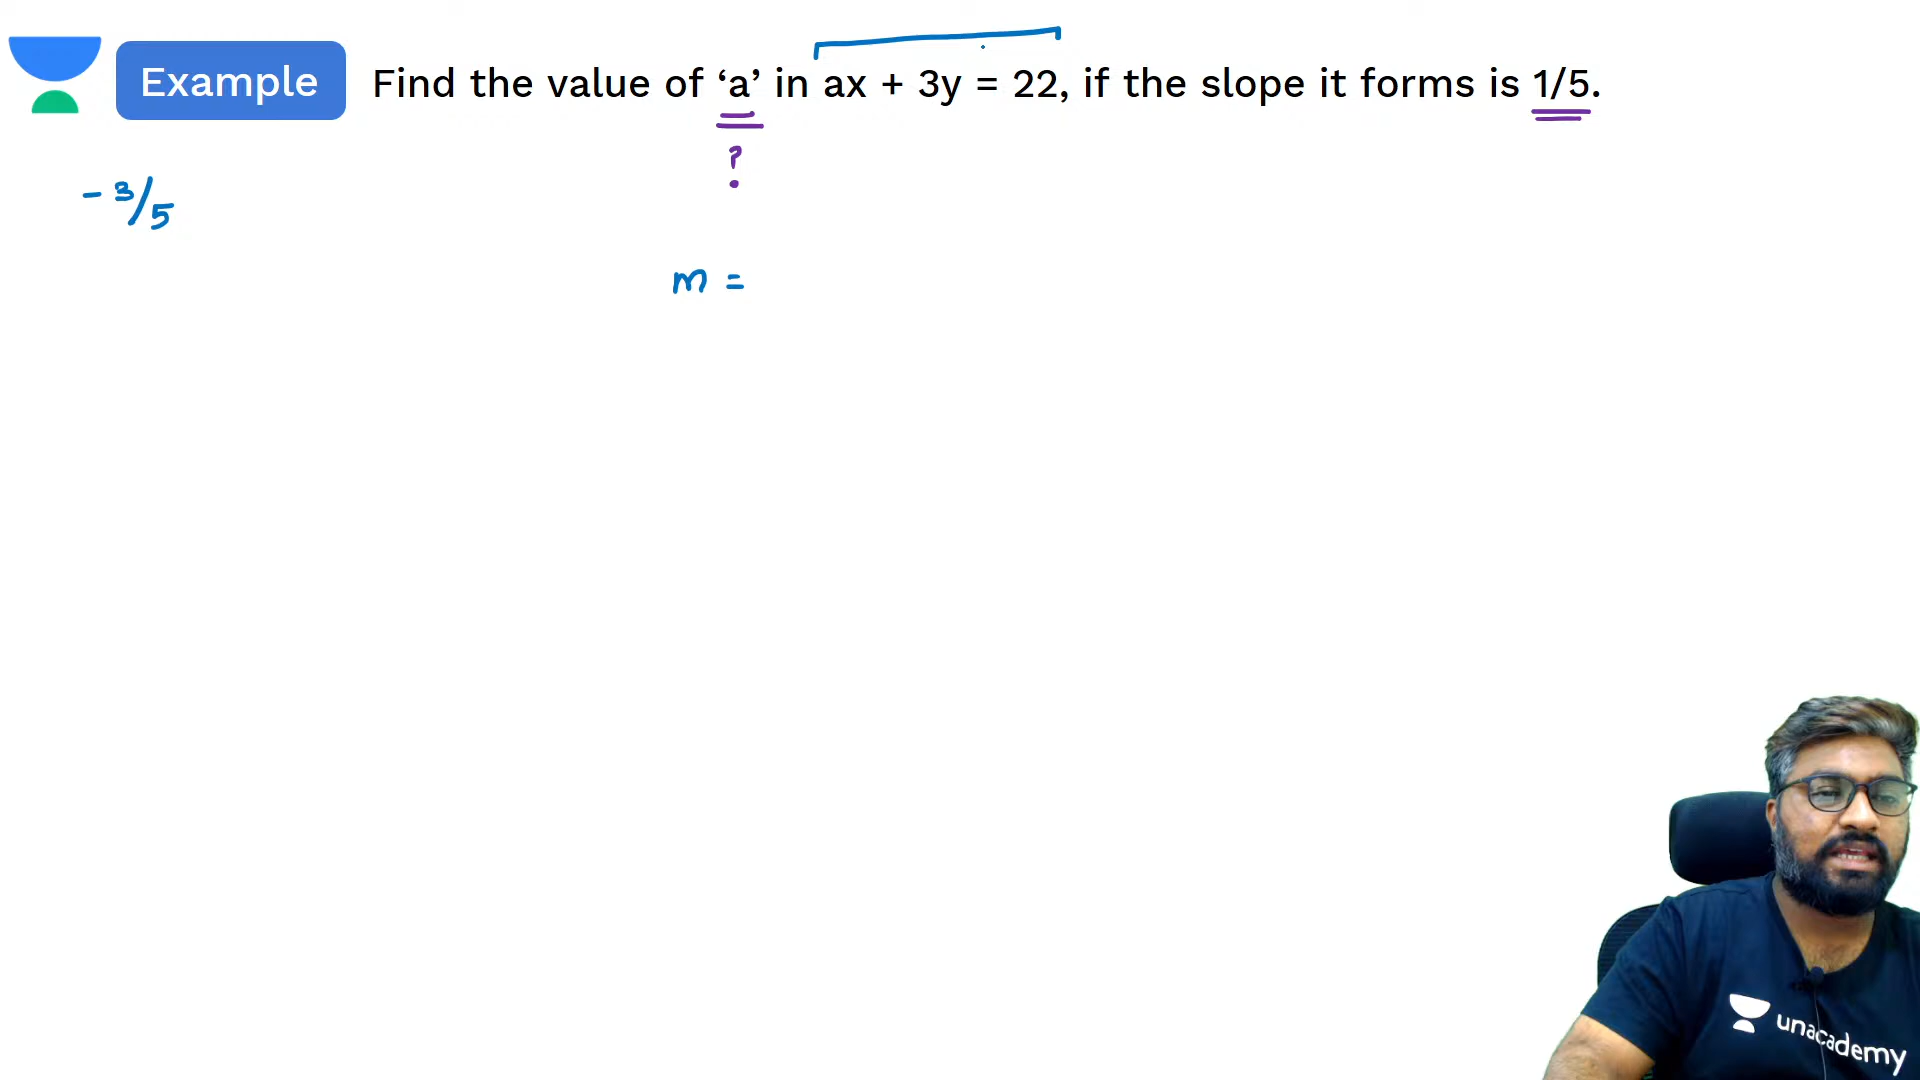 Example Find the value of ‘a’ in ax + 3y = 22, if the slope it forms is 1/5.
?
- 3/5
m =
unacademy